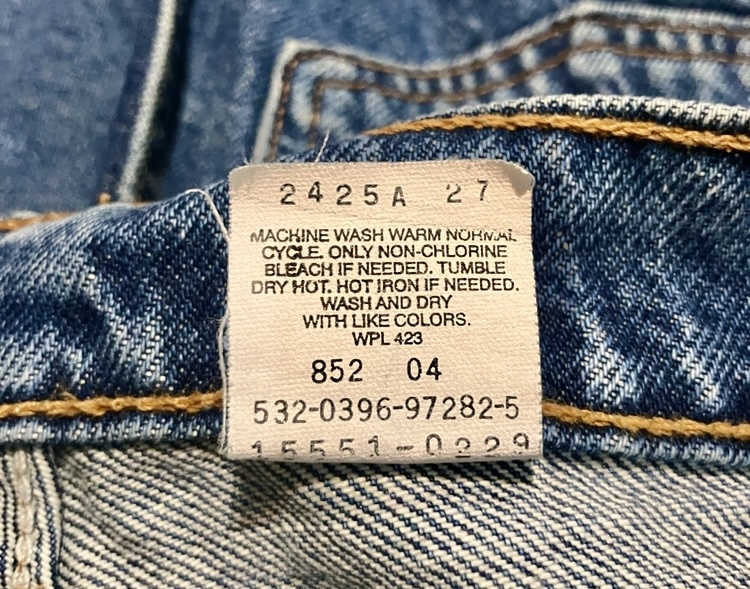 2425A 27
MACHINE WASH WARM NORMAL
CYCLE. ONLY NON-CHLORINE
BLEACH IF NEEDED. TUMBLE
DRY HOT. HOT IRON IF NEEDED.
WASH AND DRY
WITH LIKE COLORS.
WPL 423
852 04
532-0396-97282-5
15551-0229